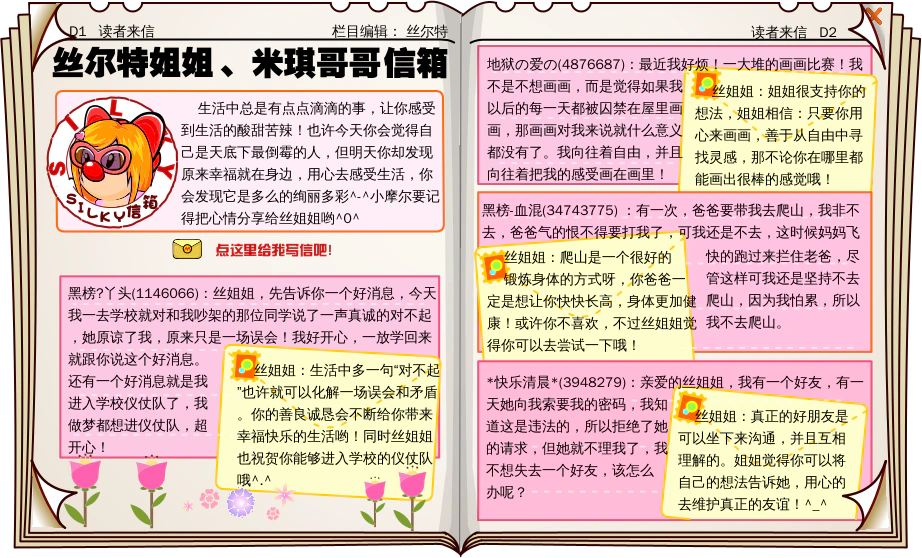 D1 读者来信
栏目编辑： 丝尔特
丝尔特姐姐、米琪哥哥信箱
SILKY
SILKY信箱
生活中总是有点点滴滴的事，让你感受
到生活的酸甜苦辣！也许今天你会觉得自
己是天底下最倒霉的人，但明天你却发现
原来幸福就在身边，用心去感受生活，你
会发现它是多么的绚丽多彩^-^小摩尔要记
得把心情分享给丝姐姐哟^0^
点这里给我写信吧!
黑榜?丫头(1146066)：丝姐姐，先告诉你一个好消息，今天
我一去学校就对和我吵架的那位同学说了一声真诚的对不起
，她原谅了我，原来只是一场误会！我好开心，一放学回来
就跟你说这个好消息。
还有一个好消息就是我
进入学校仪仗队了，我
做梦都想进仪仗队，超
开心！
丝姐姐：生活中多一句"对不起
"也许就可以化解一场误会和矛盾
。你的善良诚恳会不断给你带来
幸福快乐的生活哟！同时丝姐姐
也祝贺你能够进入学校的仪仗队
哦^.^
读者来信 D2
地狱の爱の(4876687)：最近我好烦！一大堆的画画比赛！我
不是不想画画，而是觉得如果我
以后的每一天都被囚禁在屋里画
画，那画画对我来说就什么意义
都没有了。我向往着自由，并且
向往着把我的感受画在画里！
丝姐姐：姐姐很支持你的
想法，姐姐相信：只要你用
心来画画，善于从自由中寻
找灵感，那不论你在哪里都
能画出很棒的感觉哦！
黑榜-血混(34743775) ：有一次，爸爸要带我去爬山，我非不
去，爸爸气的恨不得要打我了，可我还是不去，这时候妈妈飞
快的跑过来拦住老爸，尽
管这样可我还是坚持不去
爬山，因为我怕累，所以
我不去爬山。
丝姐姐：爬山是一个很好的
锻炼身体的方式呀，你爸爸一
定是想让你快快长高，身体更加健
康！或许你不喜欢，不过丝姐姐觉
得你可以去尝试一下哦！
*快乐清晨*(3948279)：亲爱的丝姐姐，我有一个好友，有一
天她向我索要我的密码，我知
道这是违法的，所以拒绝了她
的请求，但她就不理我了，我
不想失去一个好友，该怎么
办呢？
丝姐姐：真正的好朋友是
可以坐下来沟通，并且互相
理解的。姐姐觉得你可以将
自己的想法告诉她，用心的
去维护真正的友谊！^_^